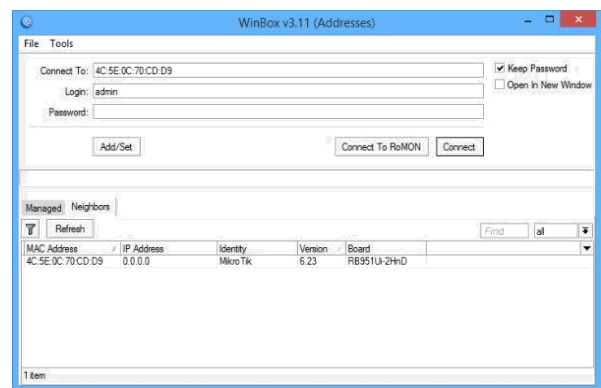 WinBox v3.11 (Addresses)
File Tools
Connect To: 4C:5E:0C:70:CD:D9
Keep Password
Login: admin
Open In New Window
Password:
Add/Set Connect To RoMON Connect
Managed Neighbors
Refresh Find all
MAC Address IP Address Identity Version Board
4C:5E:0C:70:CD:D9 0.0.0.0 MikroTik 6.23 RB951Ui-2HnD
1 item